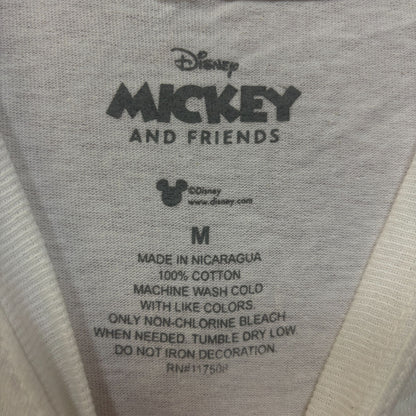 Disney
MICKEY
AND FRIENDS
©Disney
www.disney.com
M
MADE IN NICARAGUA
100% COTTON
MACHINE WASH COLD
WITH LIKE COLORS.
ONLY NON-CHLORINE BLEACH
WHEN NEEDED. TUMBLE DRY LOW
DO NOT IRON DECORATION.